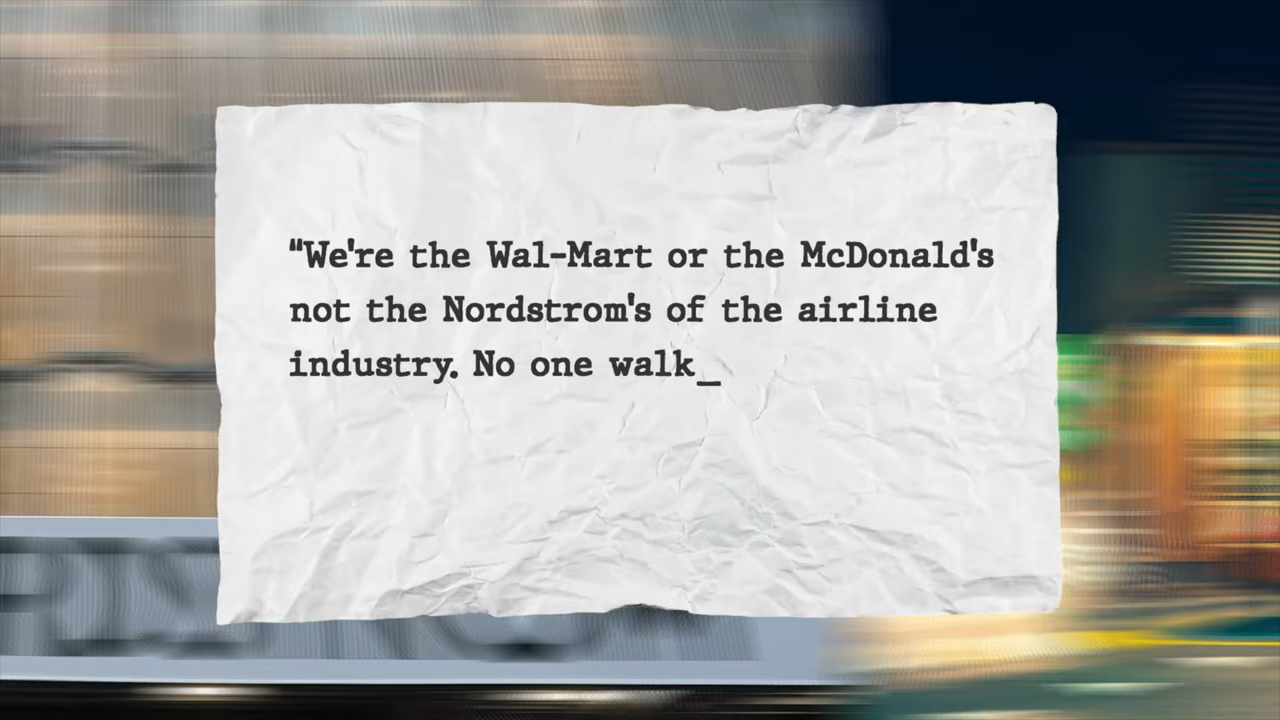 “We're the Wal-Mart or the McDonald's
not the Nordstrom's of the airline
industry. No one walk_